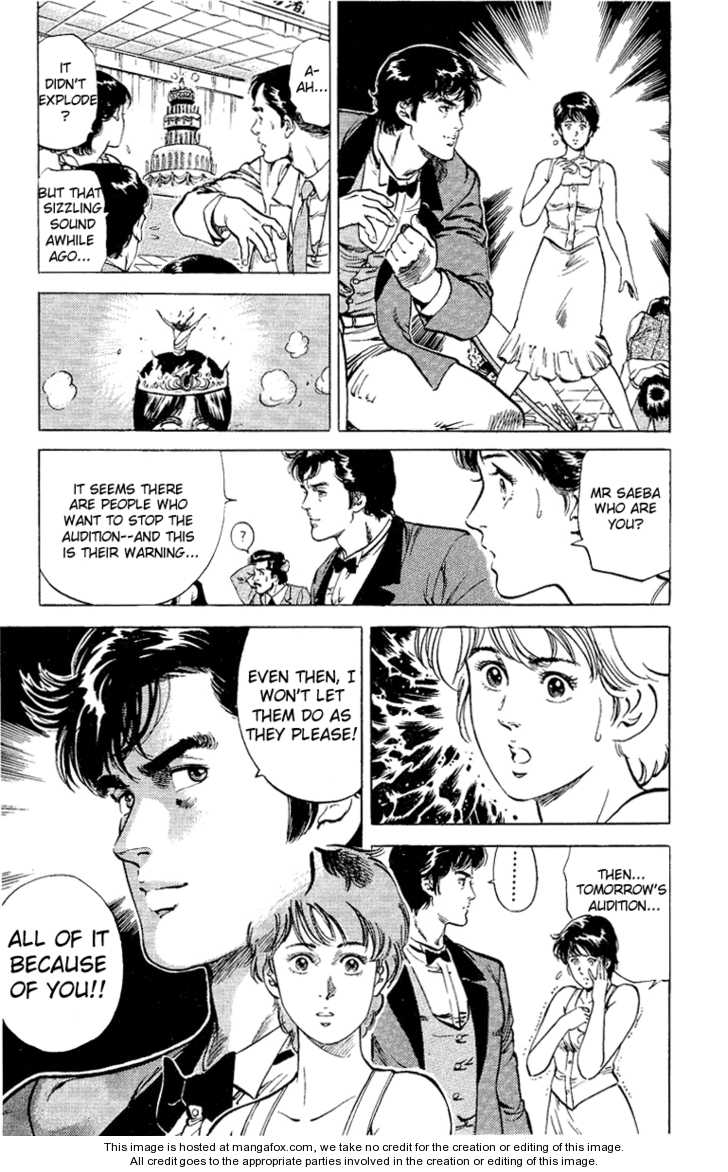 A-
AH...
IT
DIDN'T
EXPLODE
?
BUT THAT
SIZZLING
SOUND
AWHILE
AGO...
MR SAEBA
WHO ARE
YOU?
IT SEEMS THERE
ARE PEOPLE WHO
WANT TO STOP THE
AUDITION--AND THIS
IS THEIR WARNING...
?
EVEN THEN, I
WON'T LET
THEM DO AS
THEY PLEASE!
ALL OF IT
BECAUSE
OF YOU!!
THEN...
TOMORROW'S
AUDITION...
........
This image is hosted at mangafox.com, we take no credit for the creation or editing of this image.
All credit goes to the appropriate parties involved in the creation or editing of this image.